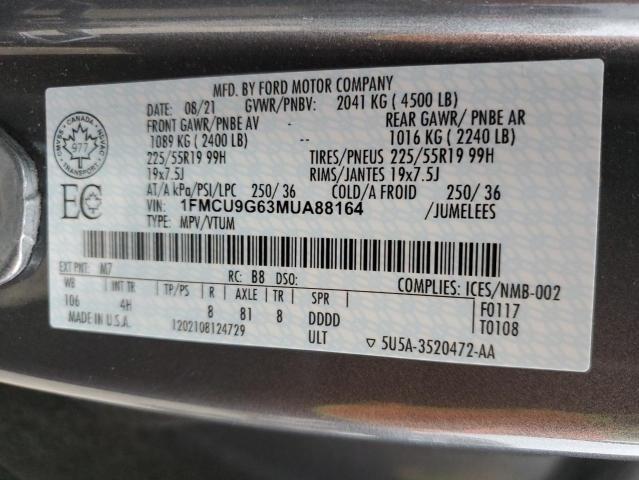 MFD. BY FORD MOTOR COMPANY
DATE: 08/21 GVWR/PNBV: 2041 KG ( 4500 LB)
FRONT GAWR/PNBE AV REAR GAWR/ PNBE AR
1089 KG ( 2400 LB) 1016 KG ( 2240 LB)
225/55R19 99H TIRES/PNEUS 225/55R19 99H
19x7.5J RIMS/JANTES 19x7.5J
AT/A kPa/PSI/LPC 250/ 36 COLD/A FROID 250/ 36
VIN: 1FMCU9G63MUA88164 /JUMELEES
TYPE: MPV/VTUM
CANADA
977
TRANSPORT
EC
EXT PNT: M7 RC: B8 DSO: COMPLIES: ICES/NMB-002
WB INT TR TP/PS R AXLE TR SPR F0117
106 4H 8 81 8 DDDD T0108
MADE IN U.S.A. 1202108124729 ULT ▽ 5U5A-3520472-AA